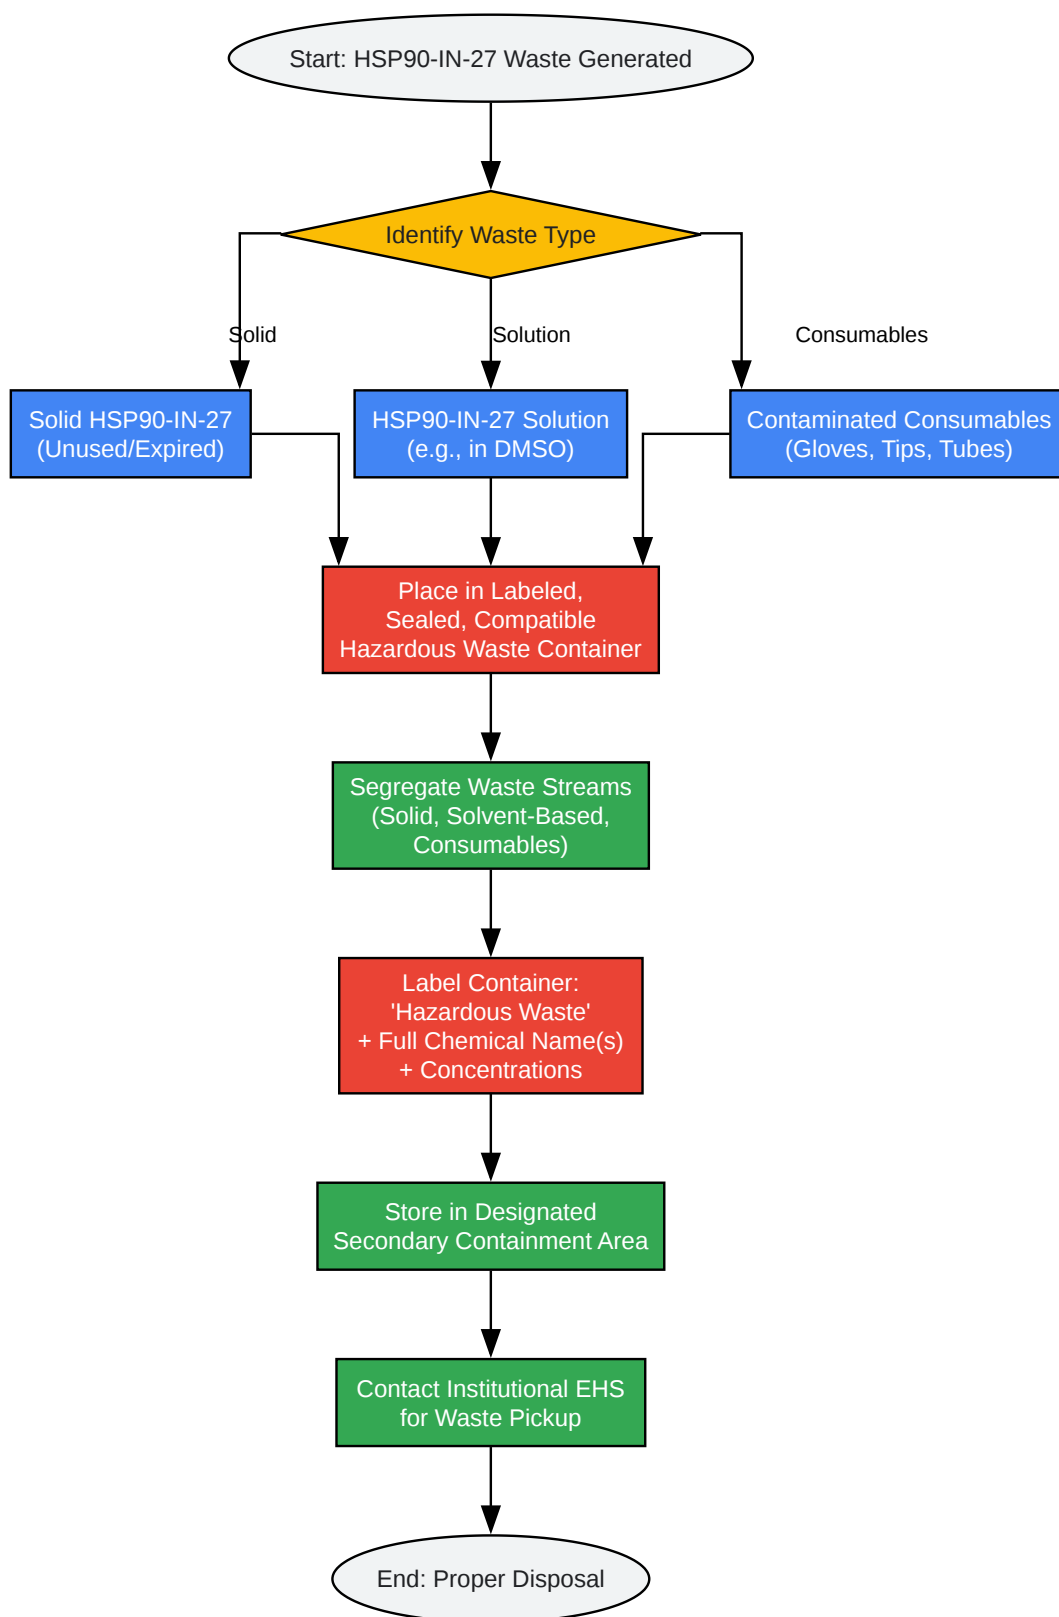 Start: HSP90-IN-27 Waste Generated
Identify Waste Type
Solid
Solution
Consumables
Solid HSP90-IN-27
(Unused/Expired)
HSP90-IN-27 Solution
(e.g., in DMSO)
Contaminated Consumables
(Gloves, Tips, Tubes)
Place in Labeled,
Sealed, Compatible
Hazardous Waste Container
Segregate Waste Streams
(Solid, Solvent-Based,
Consumables)
Label Container:
'Hazardous Waste'
+ Full Chemical Name(s)
+ Concentrations
Store in Designated
Secondary Containment Area
Contact Institutional EHS
for Waste Pickup
End: Proper Disposal